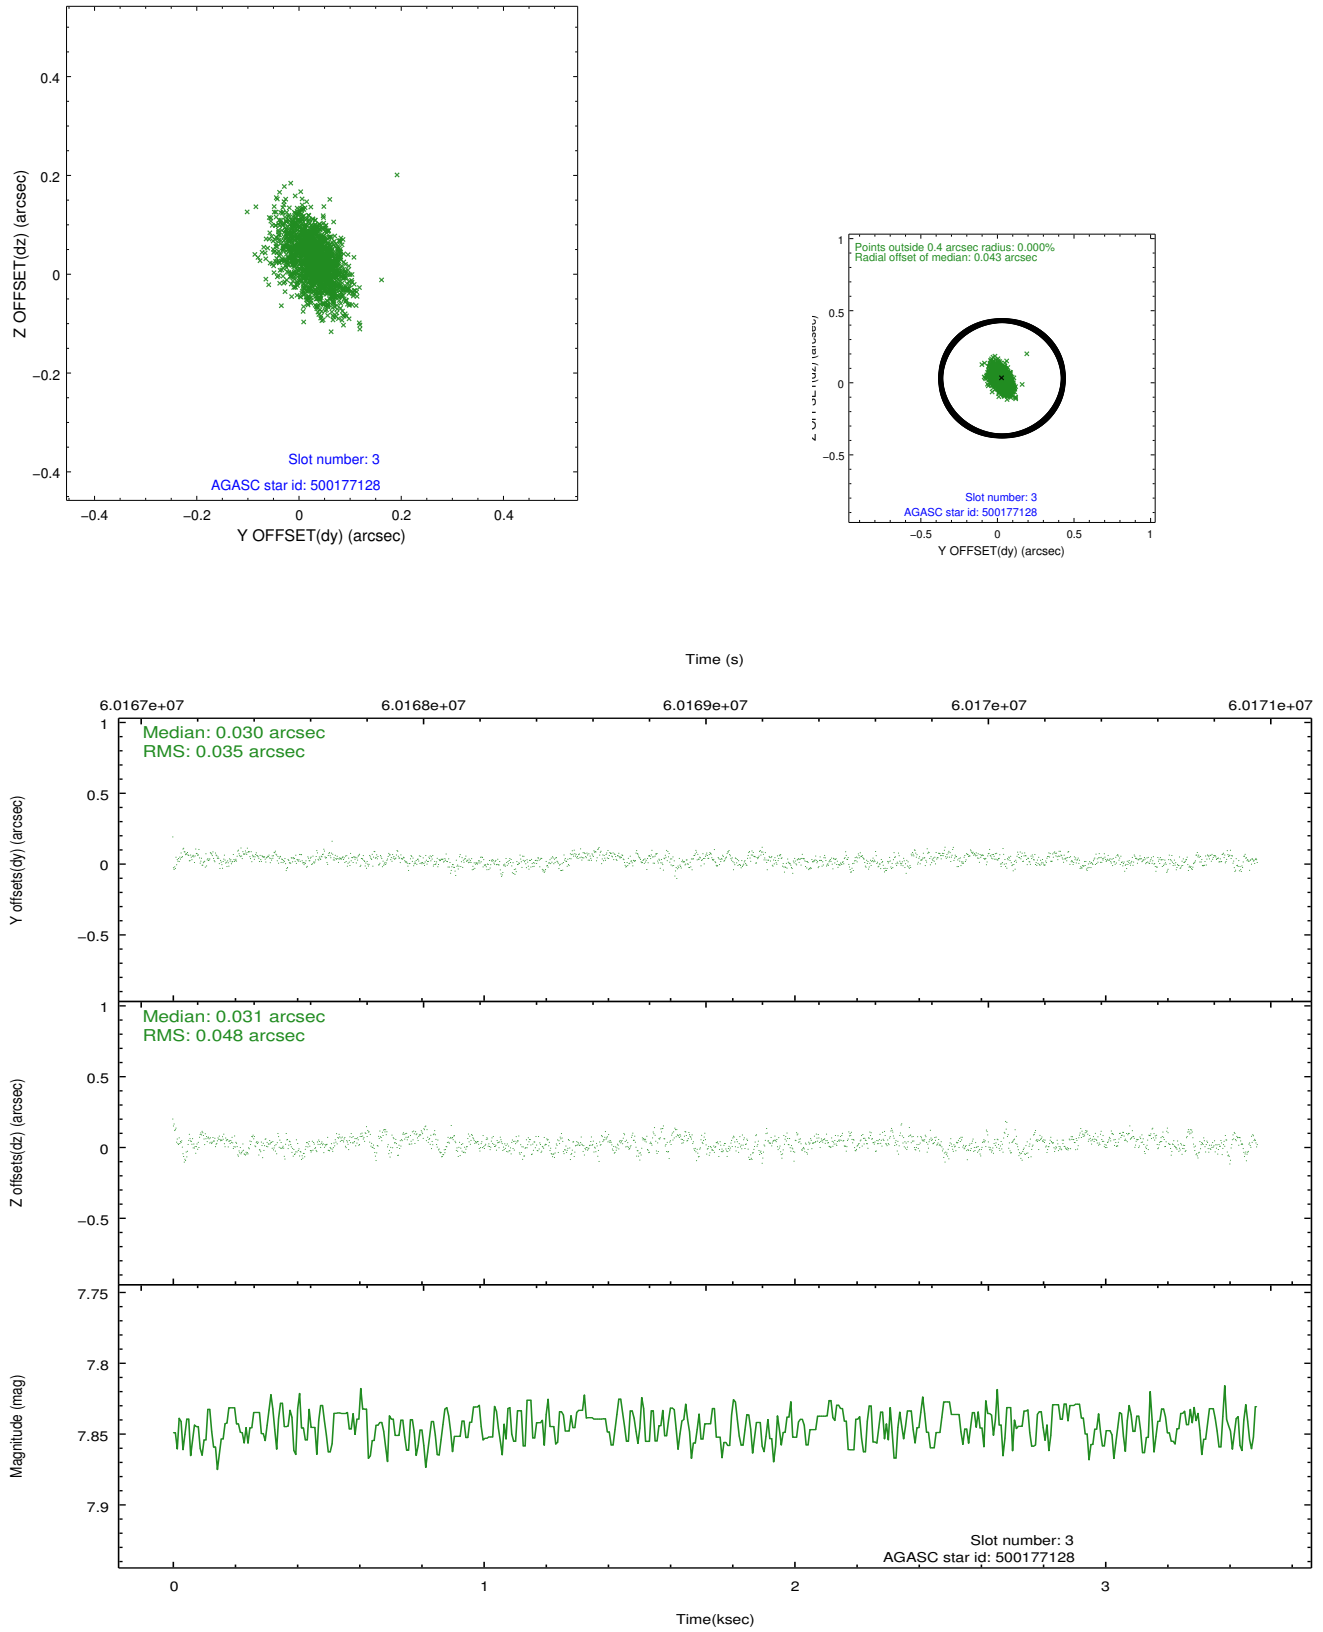 0.4
0.2
0
−0.2
−0.4
Z OFFSET(dz) (arcsec)
Slot number: 3
AGASC star id: 500177128
−0.4
−0.2
0
0.2
0.4
Y OFFSET(dy) (arcsec)
1
0.5
0
−0.5
Points outside 0.4 arcsec radius: 0.000%
Radial offset of median: 0.043 arcsec
Slot number: 3
AGASC star id: 500177128
−0.5
0
0.5
1
Y OFFSET(dy) (arcsec)
Time (s)
6.0167e+07
6.0168e+07
6.0169e+07
6.017e+07
6.0171e+07
1
0.5
0
−0.5
Y offsets(dy) (arcsec)
Median: 0.030 arcsec
RMS: 0.035 arcsec
1
0.5
0
−0.5
Z offsets(dz) (arcsec)
Median: 0.031 arcsec
RMS: 0.048 arcsec
7.75
7.8
7.85
7.9
Magnitude (mag)
Slot number: 3
AGASC star id: 500177128
0
1
2
3
Time(ksec)